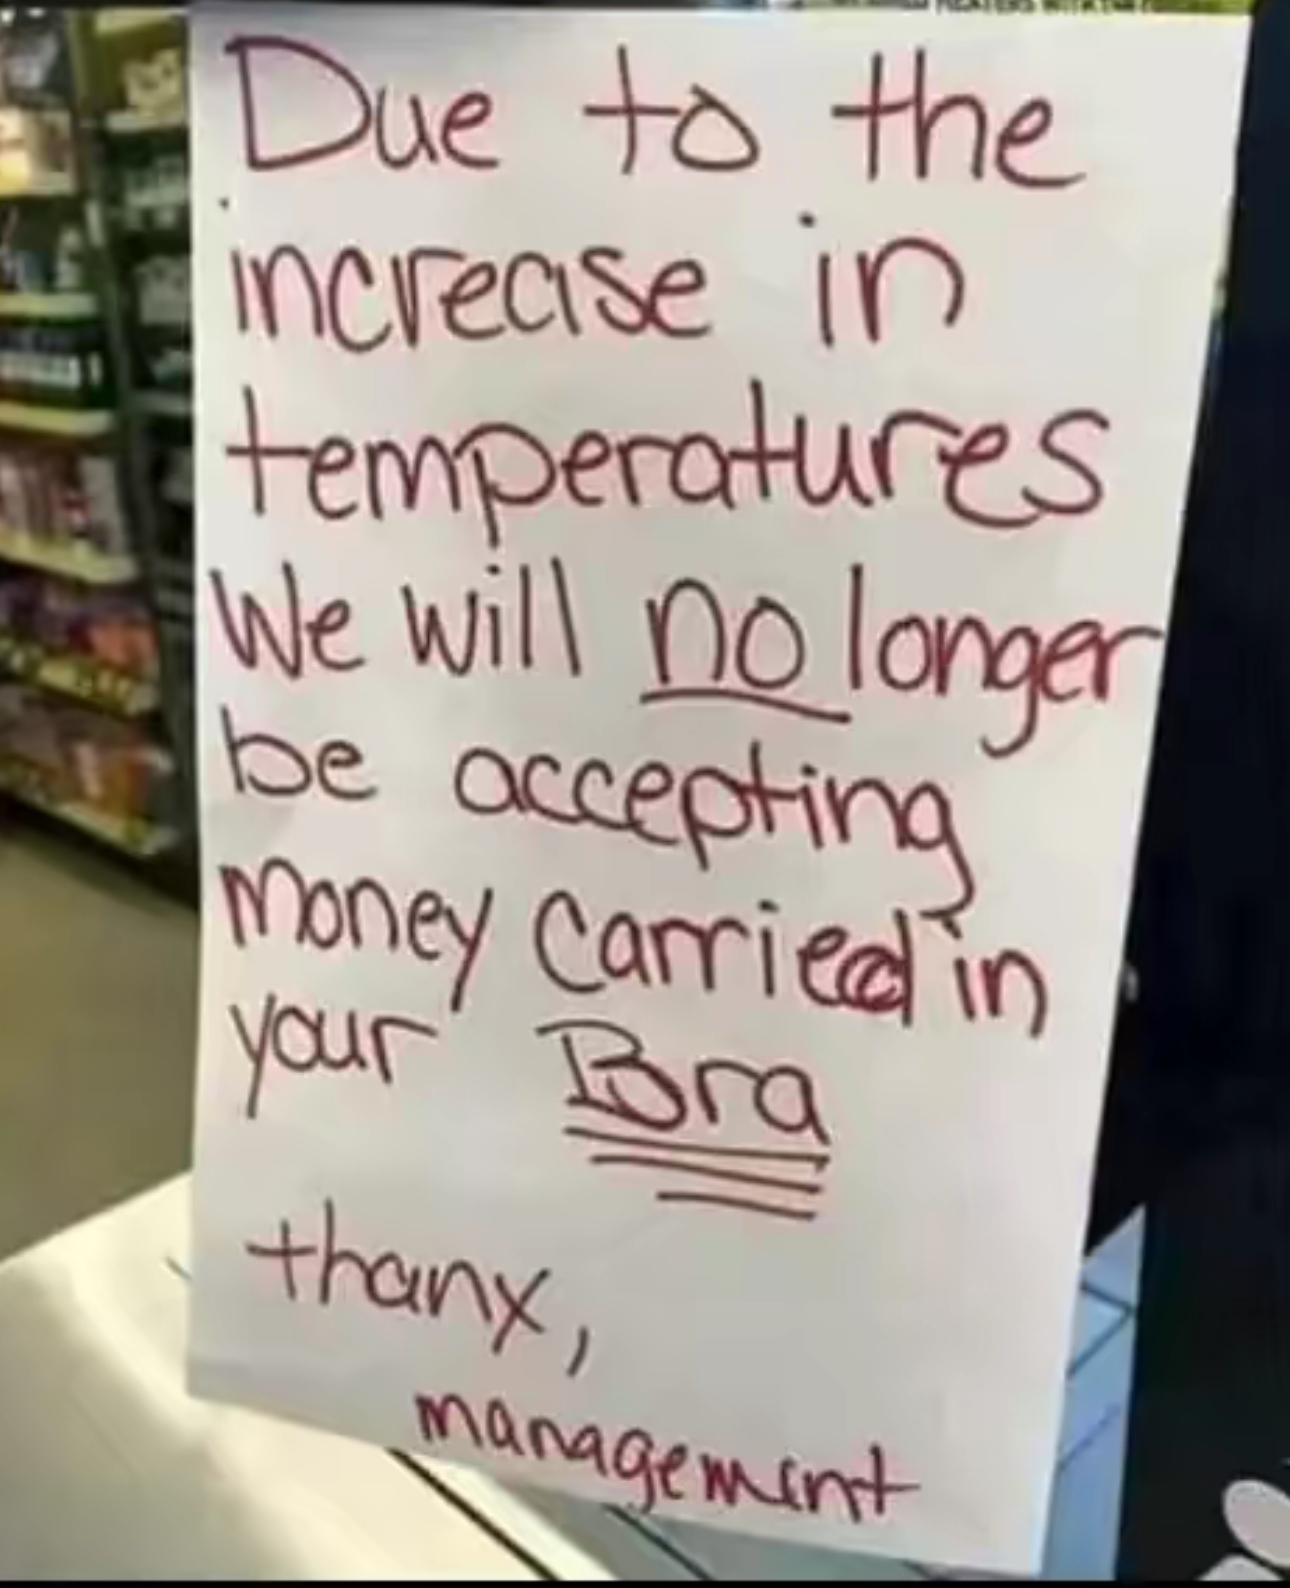 Due to the
increase in
temperatures
We will no longer
be accepting
money carried in
your Bra
thanx,
management